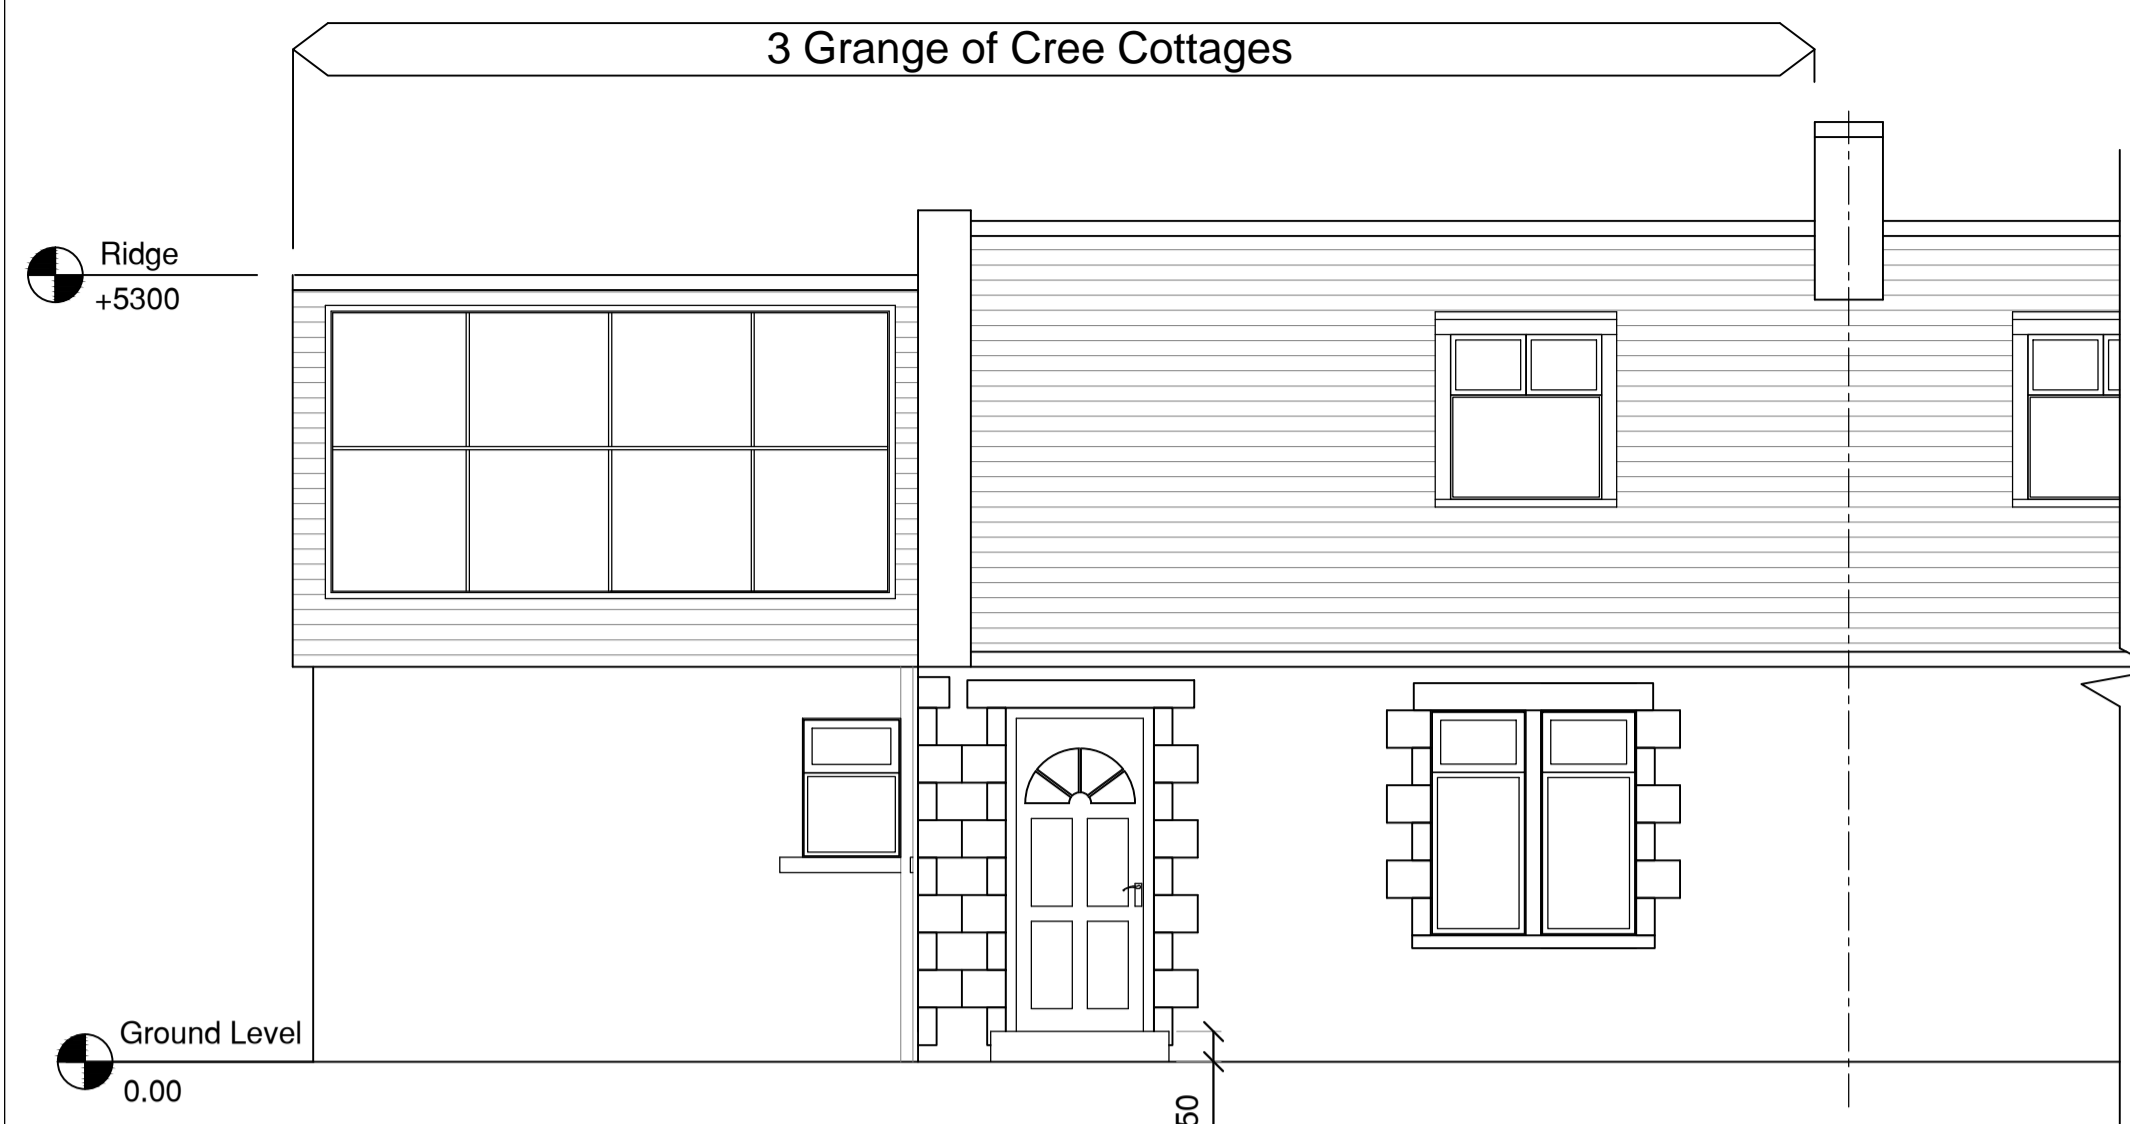 3 Grange of Cree Cottages
Ridge
+5300
Ground Level
0.00
50